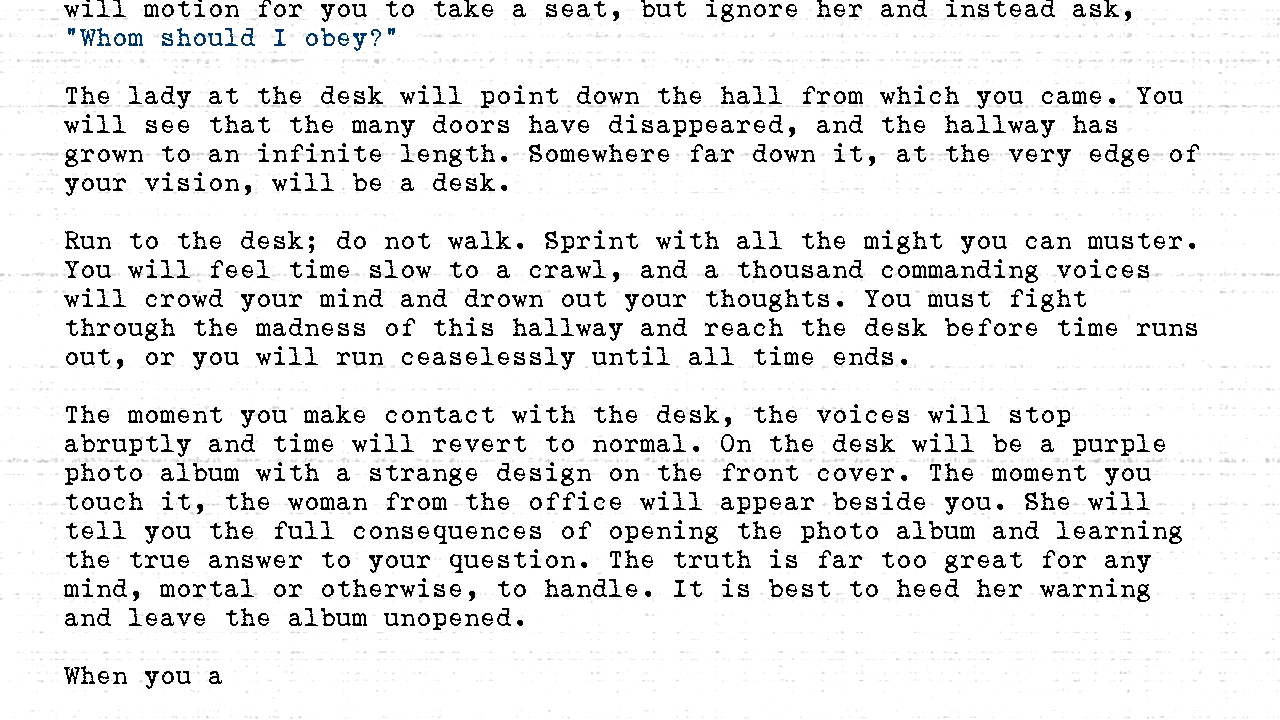 will motion for you to take a seat, but ignore her and instead ask,
"Whom should I obey?"
The lady at the desk will point down the hall from which you came. You
will see that the many doors have disappeared, and the hallway has
grown to an infinite length. Somewhere far down it, at the very edge of
your vision, will be a desk.
Run to the desk; do not walk. Sprint with all the might you can muster.
You will feel time slow to a crawl, and a thousand commanding voices
will crowd your mind and drown out your thoughts. You must fight
through the madness of this hallway and reach the desk before time runs
out, or you will run ceaselessly until all time ends.
The moment you make contact with the desk, the voices will stop
abruptly and time will revert to normal. On the desk will be a purple
photo album with a strange design on the front cover. The moment you
touch it, the woman from the office will appear beside you. She will
tell you the full consequences of opening the photo album and learning
the true answer to your question. The truth is far too great for any
mind, mortal or otherwise, to handle. It is best to heed her warning
and leave the album unopened.
When you a